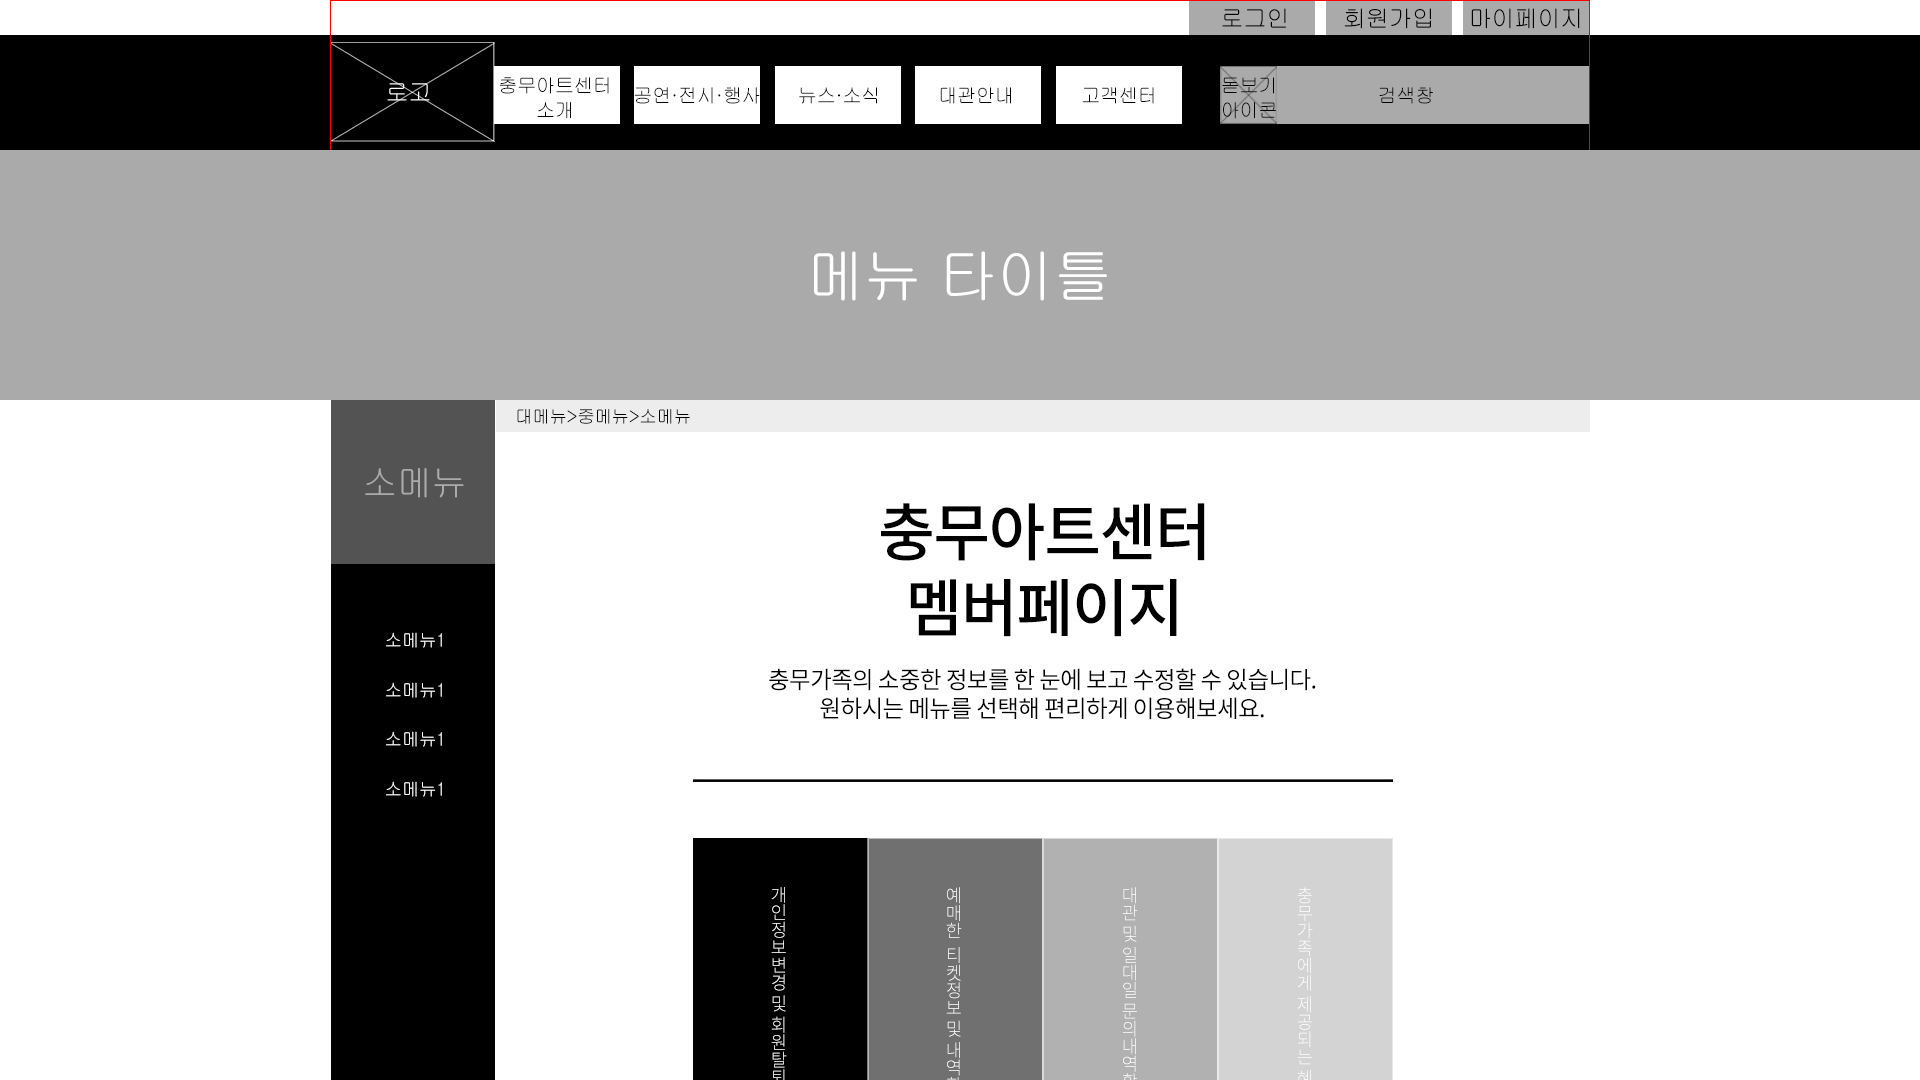 로그인
회원가입
마이페이지
로고
충무아트센터
소개
공연·전시·행사
뉴스·소식
대관안내
고객센터
돋보기
아이콘
검색창
메뉴 타이틀
소메뉴
대메뉴>중메뉴>소메뉴
소메뉴1
소메뉴1
소메뉴1
소메뉴1
충무아트센터
멤버페이지
충무가족의 소중한 정보를 한 눈에 보고 수정할 수 있습니다.
원하시는 메뉴를 선택해 편리하게 이용해보세요.
개인정보변경 및 회원탈퇴
예매한 티켓정보 및 내역
대관 및 일대일 문의내역
충무가족에게 제공되는